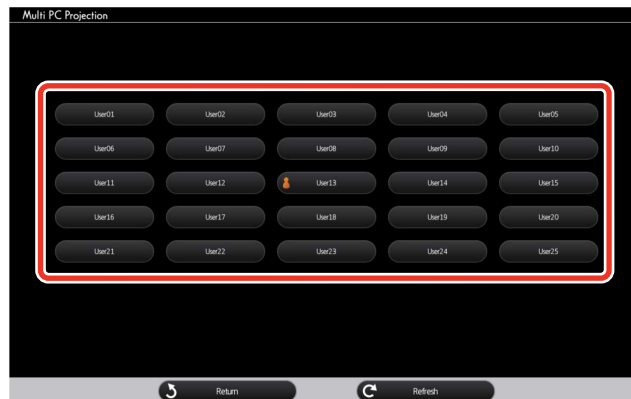 Multi PC Projection
User01 User02 User03 User04 User05
User06 User07 User08 User09 User10
User11 User12 User13 User14 User15
User16 User17 User18 User19 User20
User21 User22 User23 User24 User25
Return Refresh